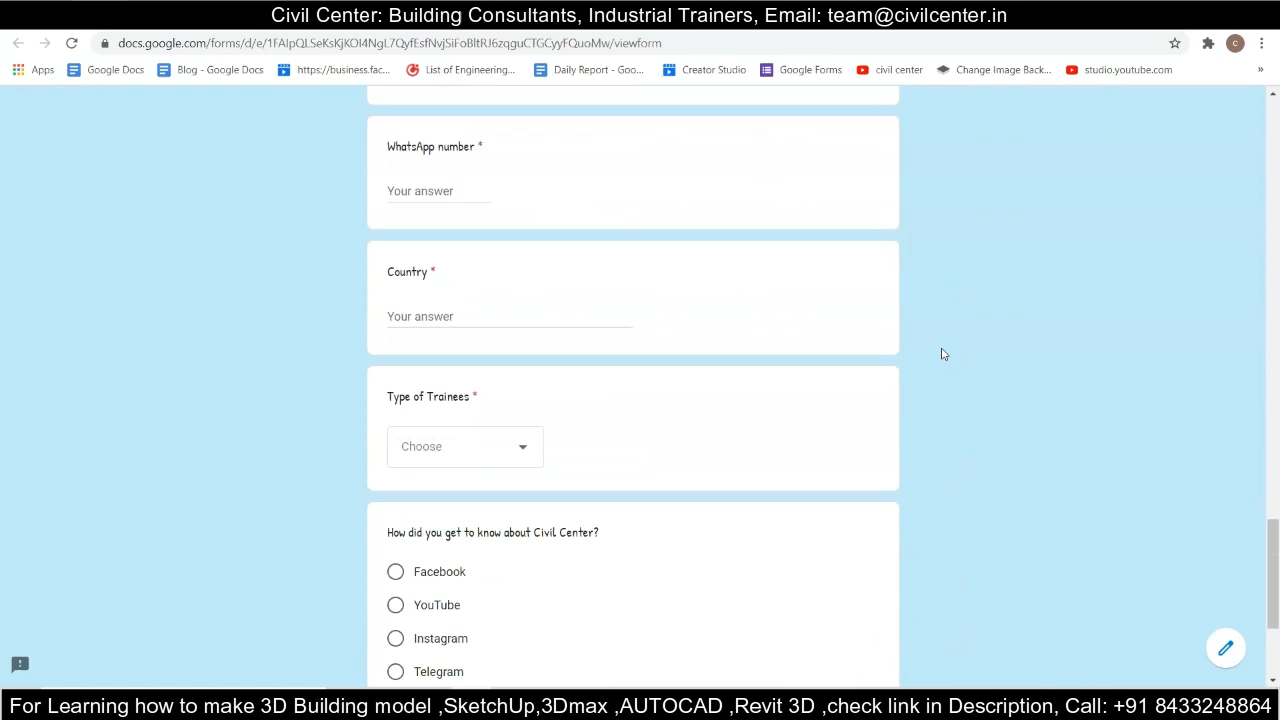 Civil Center: Building Consultants, Industrial Trainers, Email: team@civilcenter.in
docs.google.com/forms/d/e/1FAIpQLSeKsKjKOI4NgL7QyfEsfNvjSiFoBltRJ6zqguCTGCyyFQuoMw/viewform
C
Apps Google Docs Blog - Google Docs https://business.fac... List of Engineering... Daily Report - Goo... Creator Studio Google Forms civil center Change Image Back... studio.youtube.com »
WhatsApp number *
Your answer
Country *
Your answer
Type of Trainees *
Choose
How did you get to know about Civil Center?
Facebook
YouTube
Instagram
Telegram
For Learning how to make 3D Building model ,SketchUp,3Dmax ,AUTOCAD ,Revit 3D ,check link in Description, Call: +91 8433248864